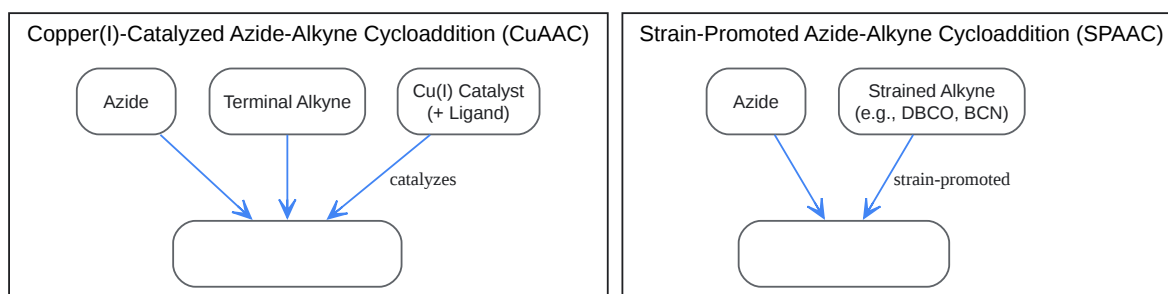 Copper(I)-Catalyzed Azide-Alkyne Cycloaddition (CuAAC)
Azide
Terminal Alkyne
Cu(I) Catalyst
(+ Ligand)
catalyzes
Strain-Promoted Azide-Alkyne Cycloaddition (SPAAC)
Azide
Strained Alkyne
(e.g., DBCO, BCN)
strain-promoted